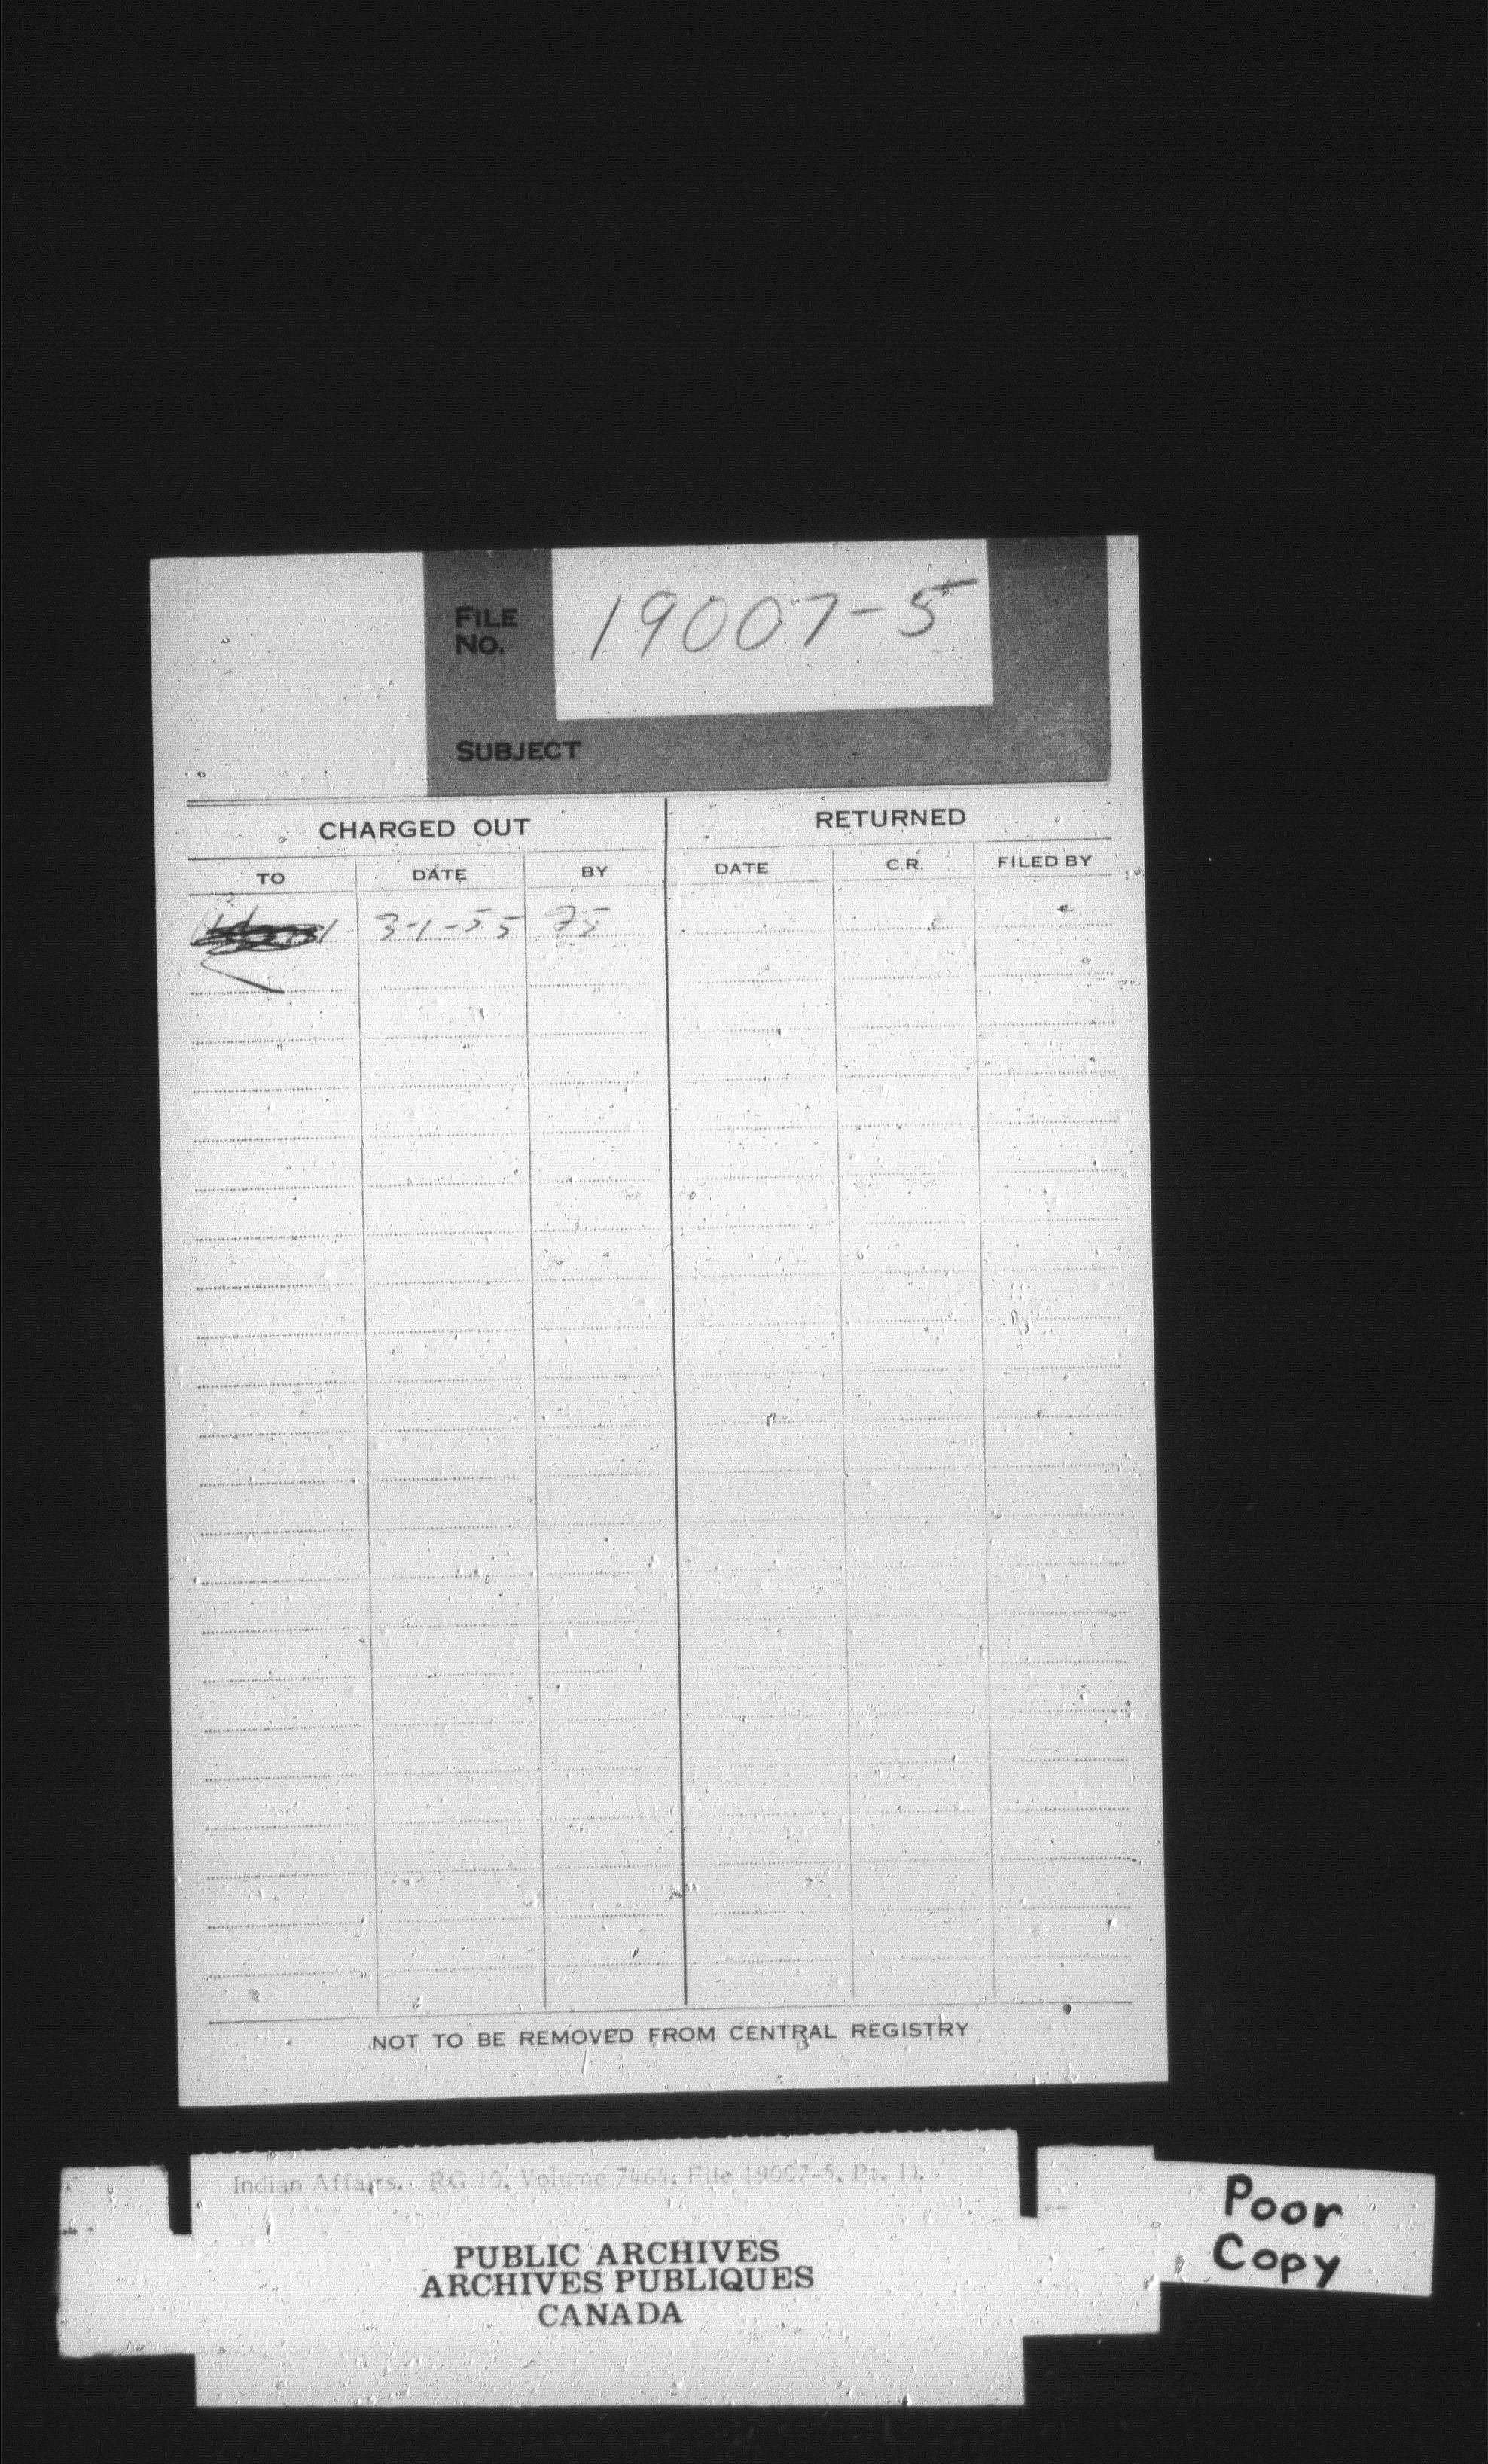 FILE NO. 19007-5
SUBJECT
CHARGED OUT RETURNED
TO DATE BY DATE C.R. FILED BY
3-1-55
NOT TO BE REMOVED FROM CENTRAL REGISTRY
Indian Affairs. RG 10, Volume 7464, File 19007-5, Pt. 1).
PUBLIC ARCHIVES
ARCHIVES PUBLIQUES
CANADA
Poor
Copy